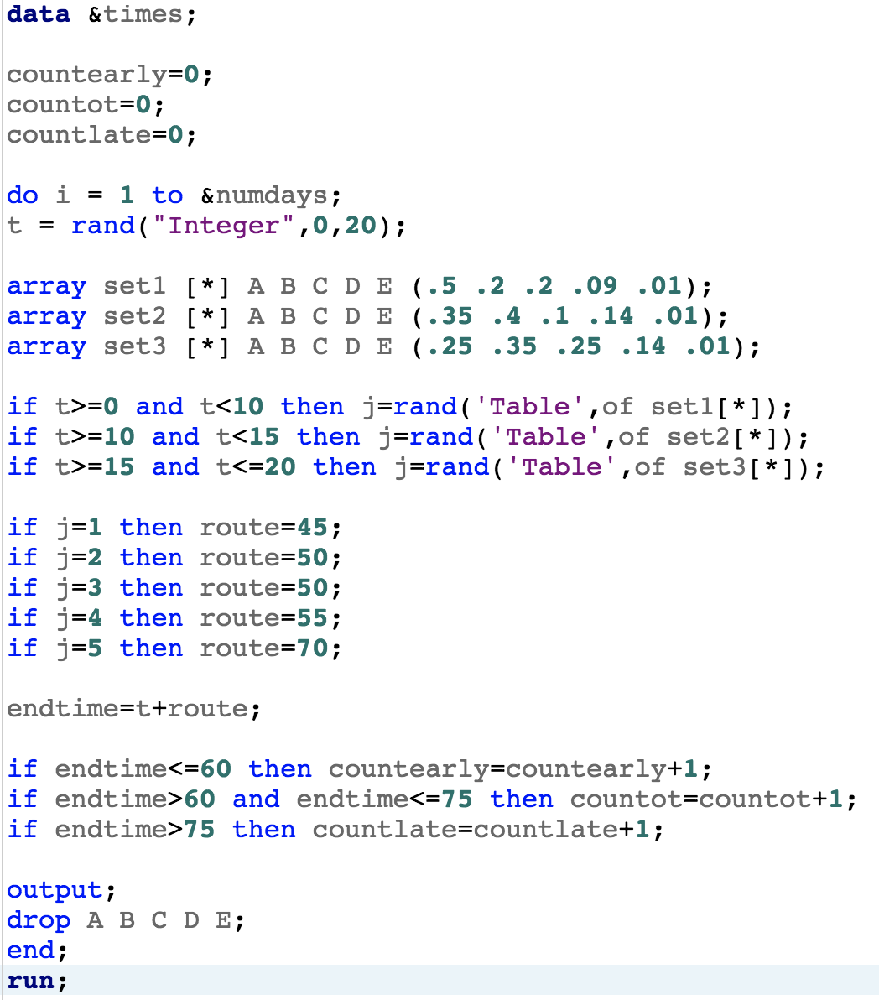 data &times;
countearly=0;
countot=0;
countlate=0;
do i = 1 to &numdays;
t = rand("Integer",0,20);
array set1 [*] A B C D E (.5 .2 .2 .09 .01);
array set2 [*] A B C D E (.35 .4 .1 .14 .01);
array set3 [*] A B C D E (.25 .35 .25 .14 .01);
if t>=0 and t<10 then j=rand('Table',of set1[*]);
if t>=10 and t<15 then j=rand('Table',of set2[*]);
if t>=15 and t<=20 then j=rand('Table',of set3[*]);
if j=1 then route=45;
if j=2 then route=50;
if j=3 then route=50;
if j=4 then route=55;
if j=5 then route=70;
endtime=t+route;
if endtime<=60 then countearly=countearly+1;
if endtime>60 and endtime<=75 then countot=countot+1;
if endtime>75 then countlate=countlate+1;
output;
drop A B C D E;
end;
run;